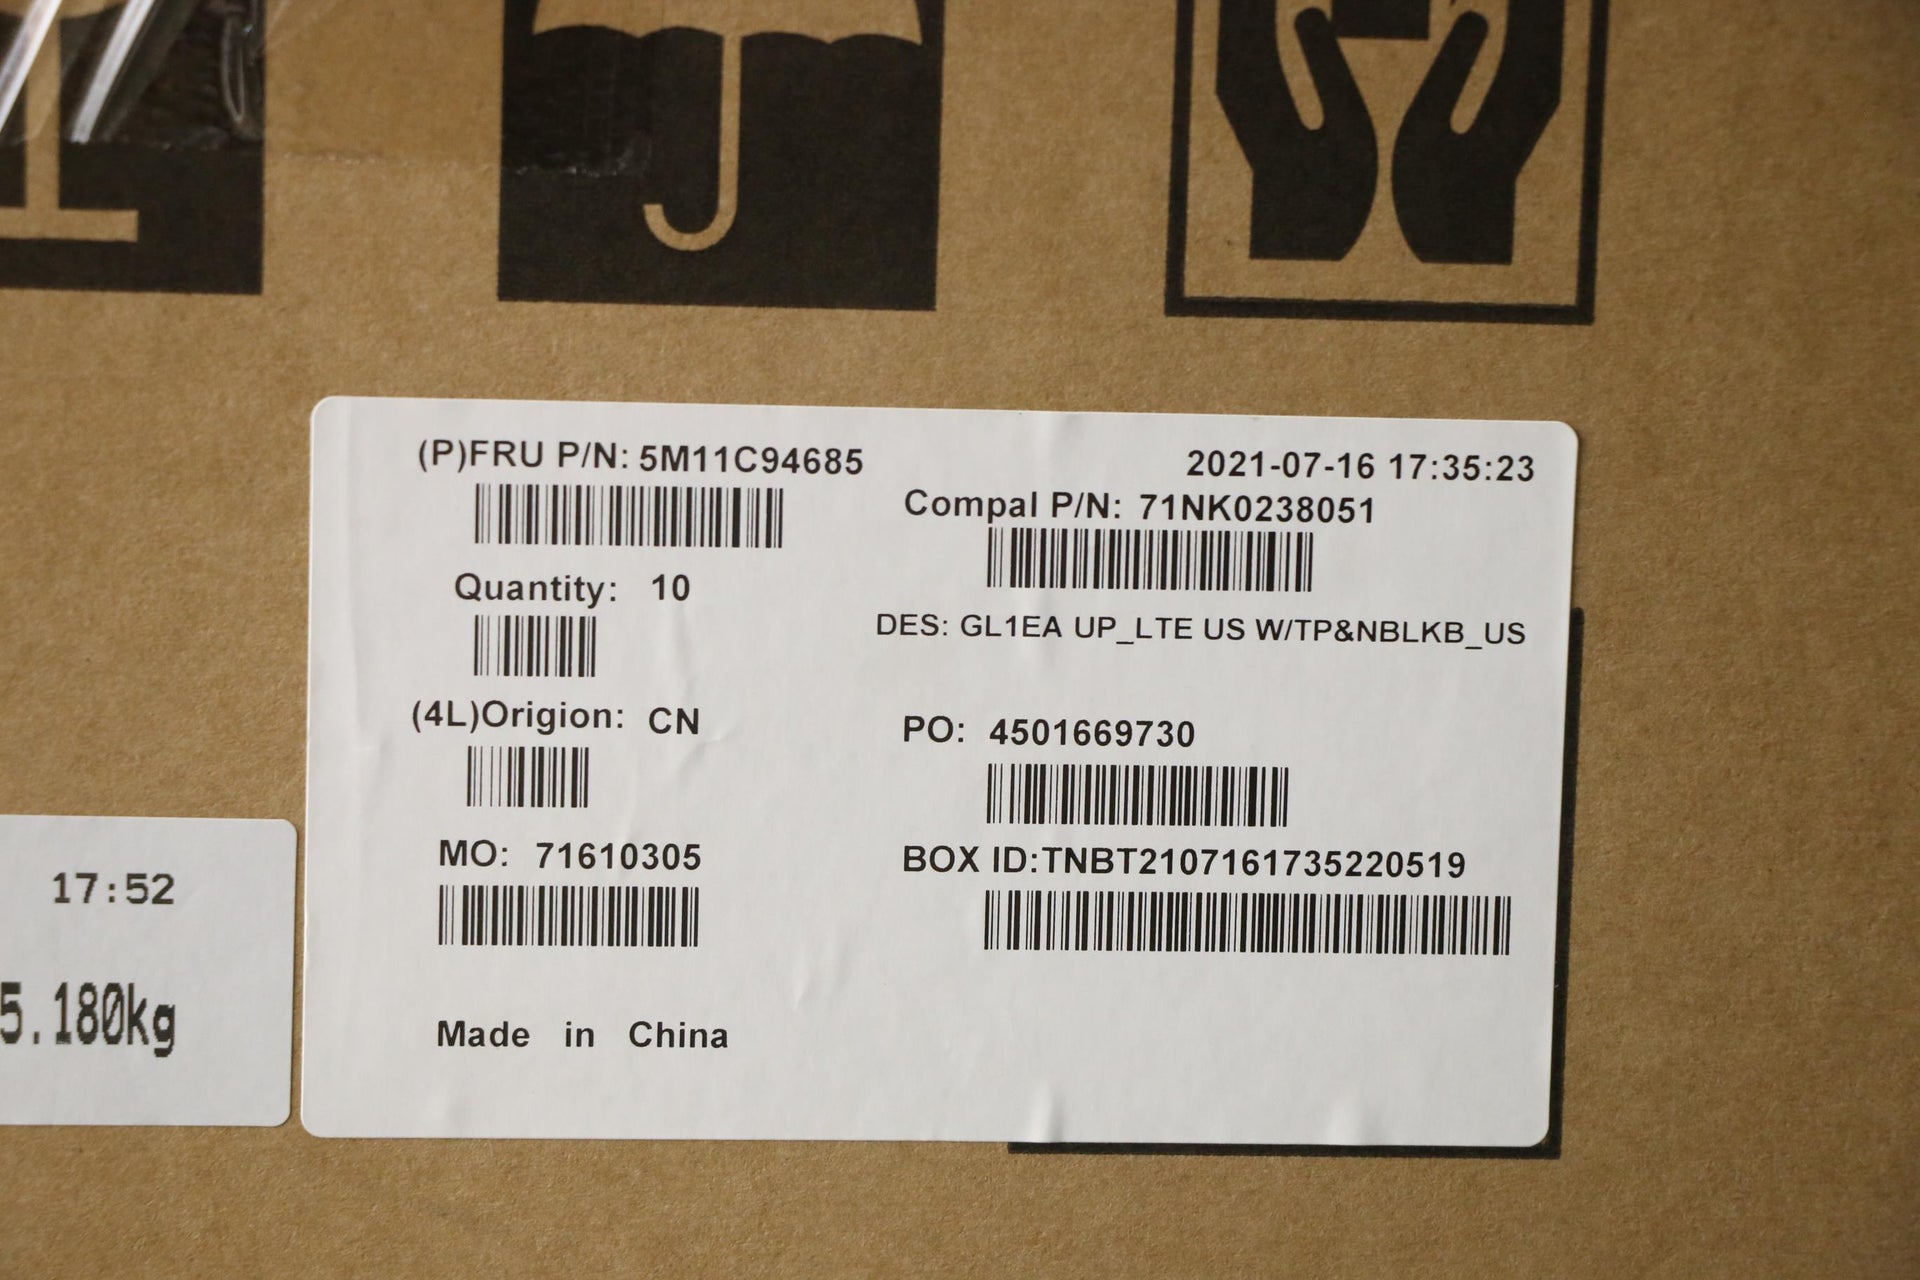 (P)FRU P/N: 5M11C94685
2021-07-16 17:35:23
Compal P/N: 71NK0238051
Quantity: 10
DES: GL1EA UP_LTE US W/TP&NBLKB_US
(4L)Origion: CN
PO: 4501669730
MO: 71610305
BOX ID:TNBT2107161735220519
Made in China
17:52
5.180kg